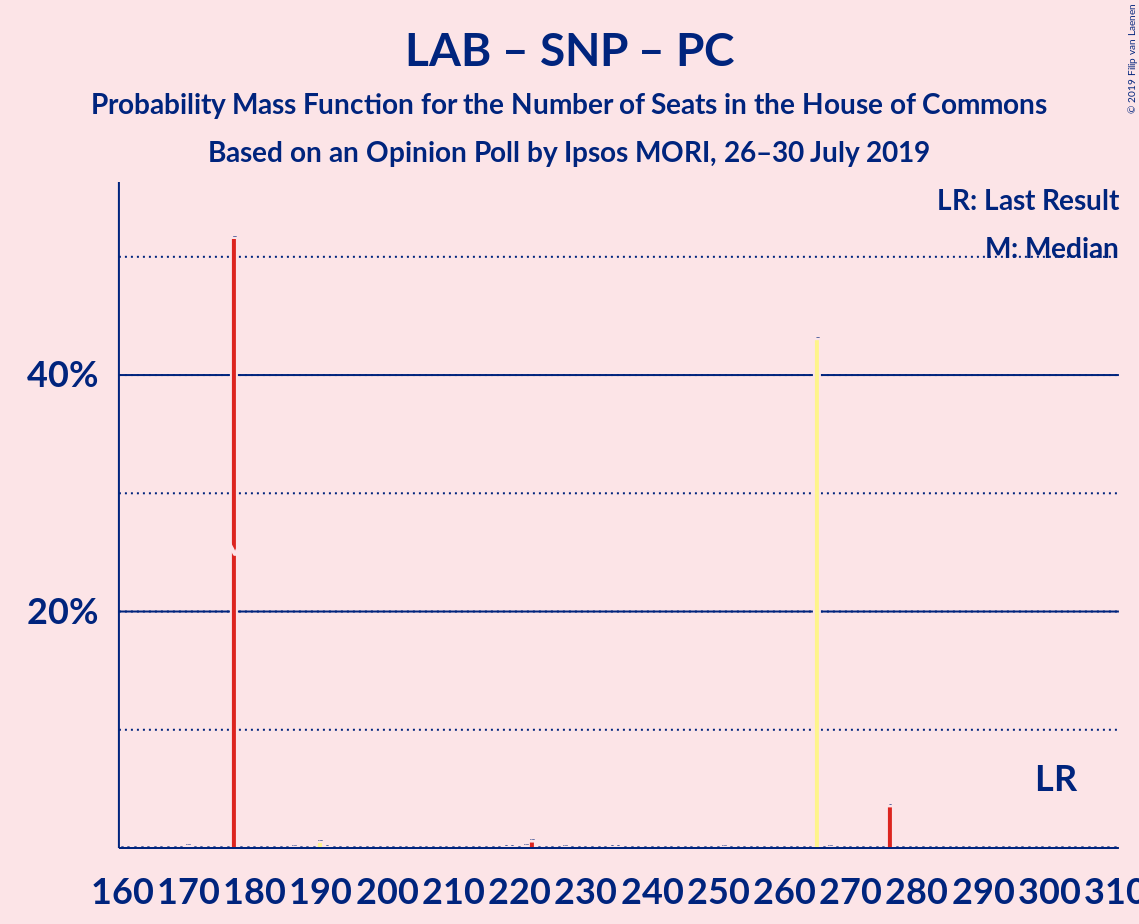 LAB – SNP – PC
Probability Mass Function for the Number of Seats in the House of Commons
Based on an Opinion Poll by Ipsos MORI, 26–30 July 2019
© 2019 Filip van Laenen
LR: Last Result
M: Median
40%
20%
LR
160 170 180 190 200 210 220 230 240 250 260 270 280 290 300 310